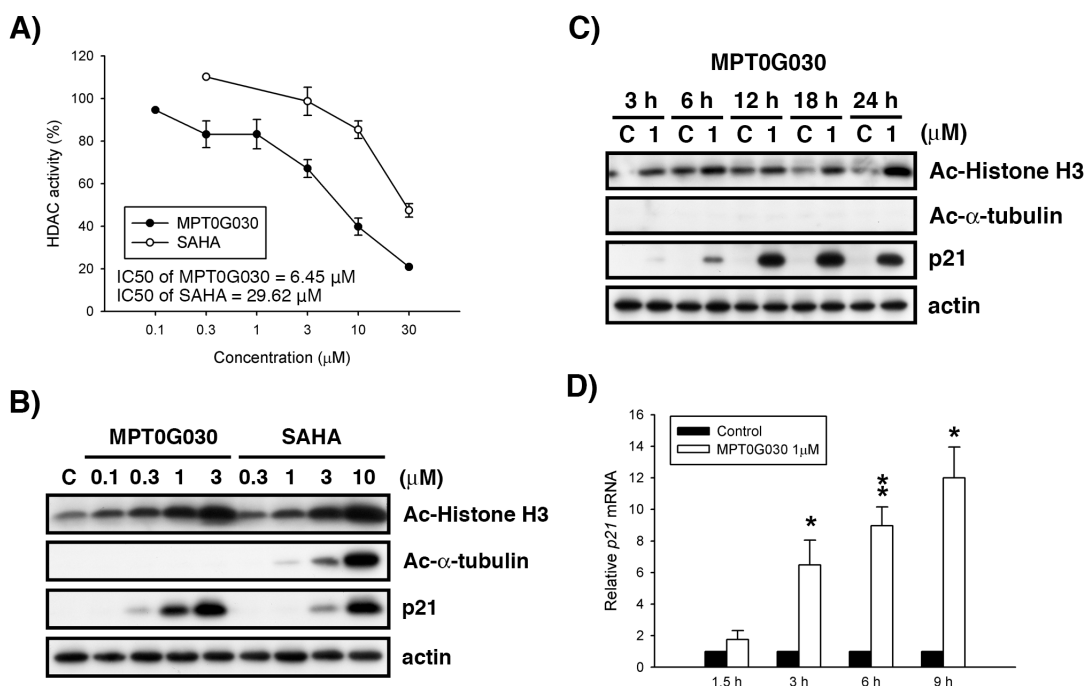 A)
120
100
80
60
40
20
0
HDAC activity (%)
MPT0G030
SAHA
IC50 of MPT0G030 = 6.45 μM
IC50 of SAHA = 29.62 μM
0.1 0.3 1 3 10 30
Concentration (μM)
B)
MPT0G030 SAHA
C 0.1 0.3 1 3 0.3 1 3 10 (μM)
Ac-Histone H3
Ac-α-tubulin
p21
actin
C)
MPT0G030
3 h 6 h 12 h 18 h 24 h
C 1 C 1 C 1 C 1 C 1 (μM)
Ac-Histone H3
Ac-α-tubulin
p21
actin
D)
16
14
12
10
8
6
4
2
0
Relative p21 mRNA
Control
MPT0G030 1μM
*
**
*
1.5 h 3 h 6 h 9 h